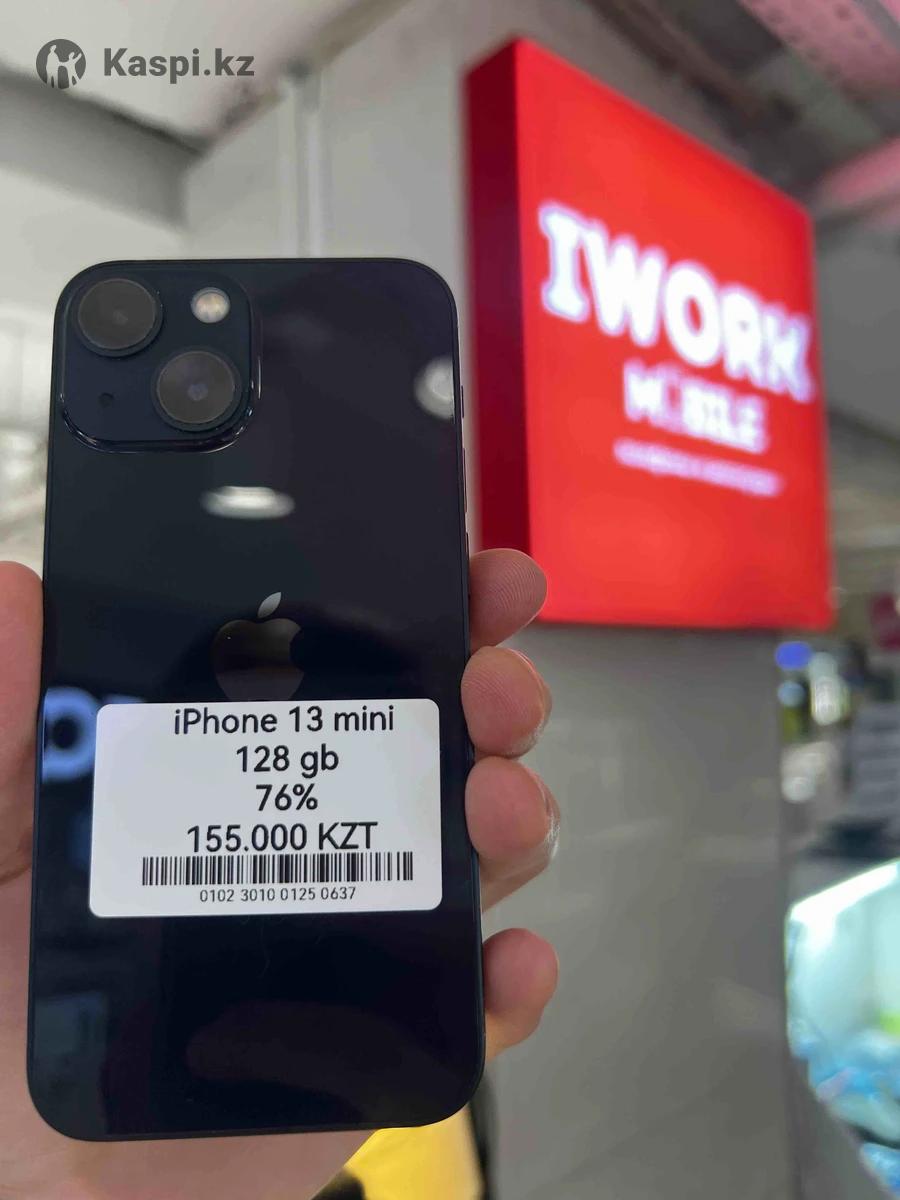 Kaspi.kz
IWORK
MOBILE
iPhone 13 mini
128 gb
76%
155.000 KZT
0102 3010 0125 0637